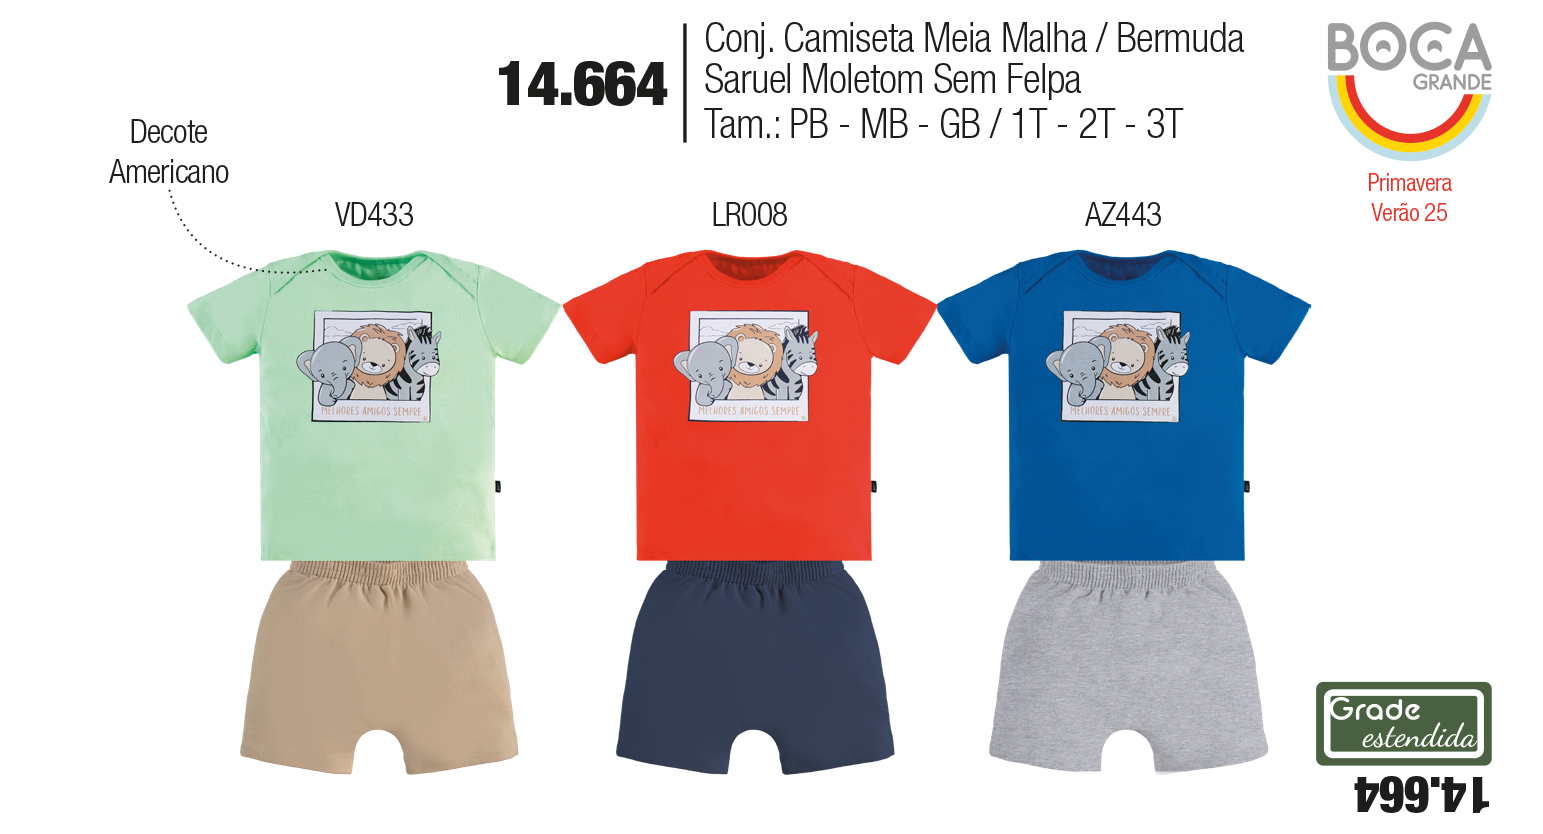 14.664
Conj. Camiseta Meia Malha / Bermuda
Saruel Moletom Sem Felpa
Tam.: PB - MB - GB / 1T - 2T - 3T
BOCA
GRANDE
Primavera
Verão 25
Decote
Americano
VD433
LR008
AZ443
MELHORES AMIGOS SEMPRE
MELHORES AMIGOS SEMPRE
MELHORES AMIGOS SEMPRE
Grade
estendida
14.664